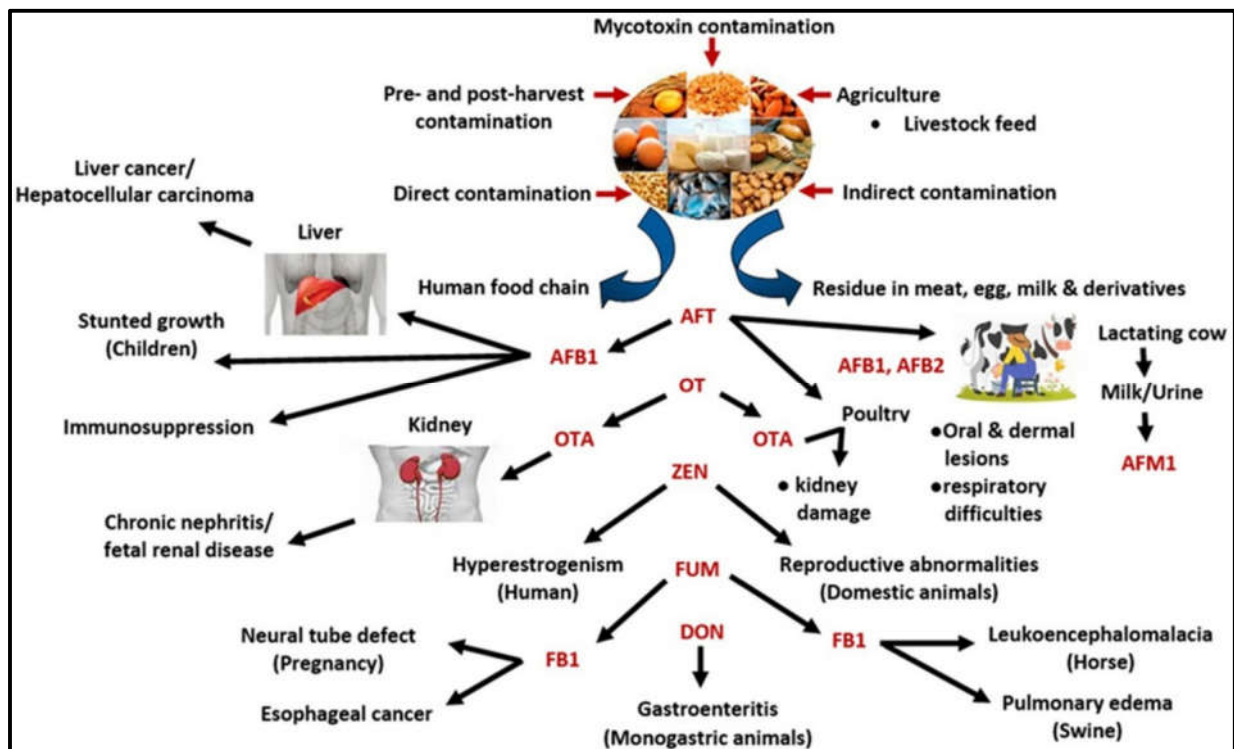 Mycotoxin contamination
Pre- and post-harvest
contamination
Agriculture
• Livestock feed
Liver cancer/
Hepatocellular carcinoma
Direct contamination
Indirect contamination
Liver
Human food chain
Residue in meat, egg, milk & derivatives
Stunted growth
(Children)
AFT
Lactating cow
AFB1
AFB1, AFB2
OT
Milk/Urine
Immunosuppression
Kidney
OTA
OTA
Poultry
●Oral & dermal
lesions
●respiratory
difficulties
AFM1
ZEN
● kidney
damage
Chronic nephritis/
fetal renal disease
Hyperestrogenism
(Human)
FUM
Reproductive abnormalities
(Domestic animals)
Neural tube defect
(Pregnancy)
FB1
DON
FB1
Leukoencephalomalacia
(Horse)
Esophageal cancer
Gastroenteritis
(Monogastric animals)
Pulmonary edema
(Swine)